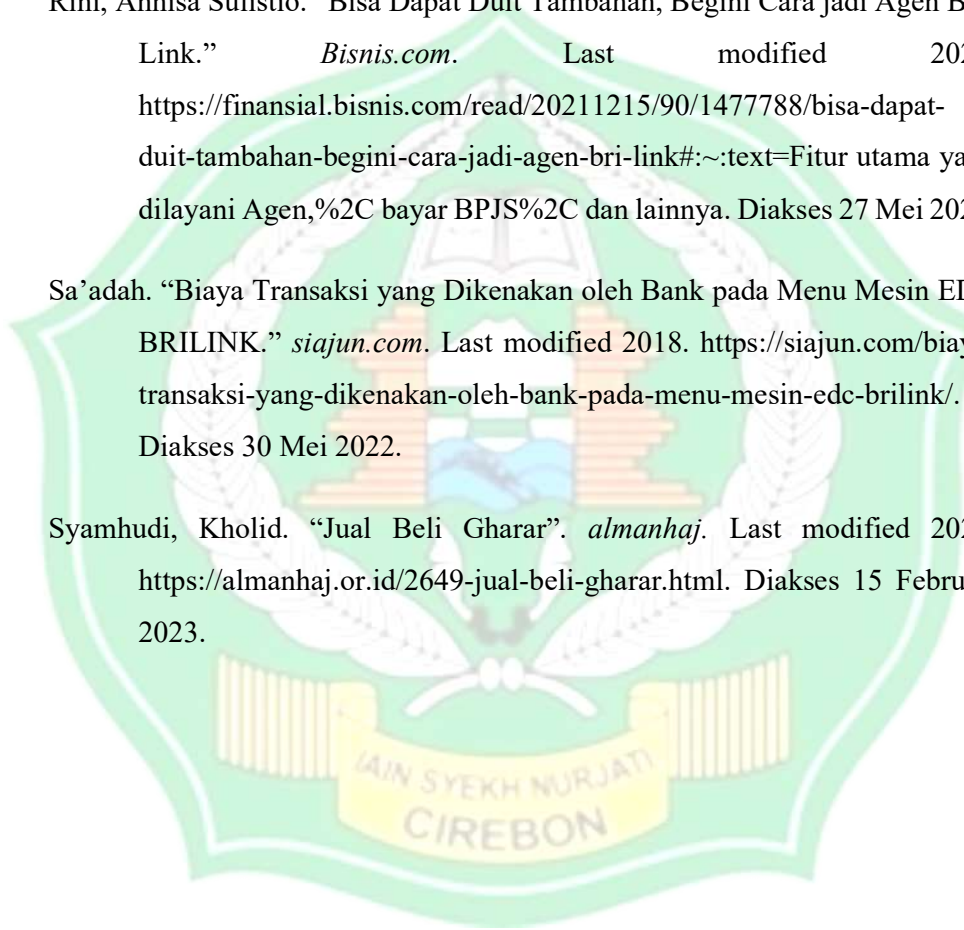 Rini, Annisa Sulistio. “Bisa Dapat Duit Tambahan, Begini Cara jadi Agen
Link.” Bisnis.com. Last modified
https://finansial.bisnis.com/read/20211215/90/1477788/bisa-dapat-
duit-tambahan-begini-cara-jadi-agen-bri-link#:~:text=Fitur utama
dilayani Agen,%2C bayar BPJS%2C dan lainnya. Diakses 27 Mei
Sa’adah. “Biaya Transaksi yang Dikenakan oleh Bank pada Menu Mesin
BRILINK.” siajun.com. Last modified 2018. https://siajun.com/biay
transaksi-yang-dikenakan-oleh-bank-pada-menu-mesin-edc-brilink/.
Diakses 30 Mei 2022.
Syamhudi, Kholid. “Jual Beli Gharar”. almanhaj. Last modified
https://almanhaj.or.id/2649-jual-beli-gharar.html. Diakses 15 Febru
2023.
IAIN SYEKH NURJATI
CIREBON